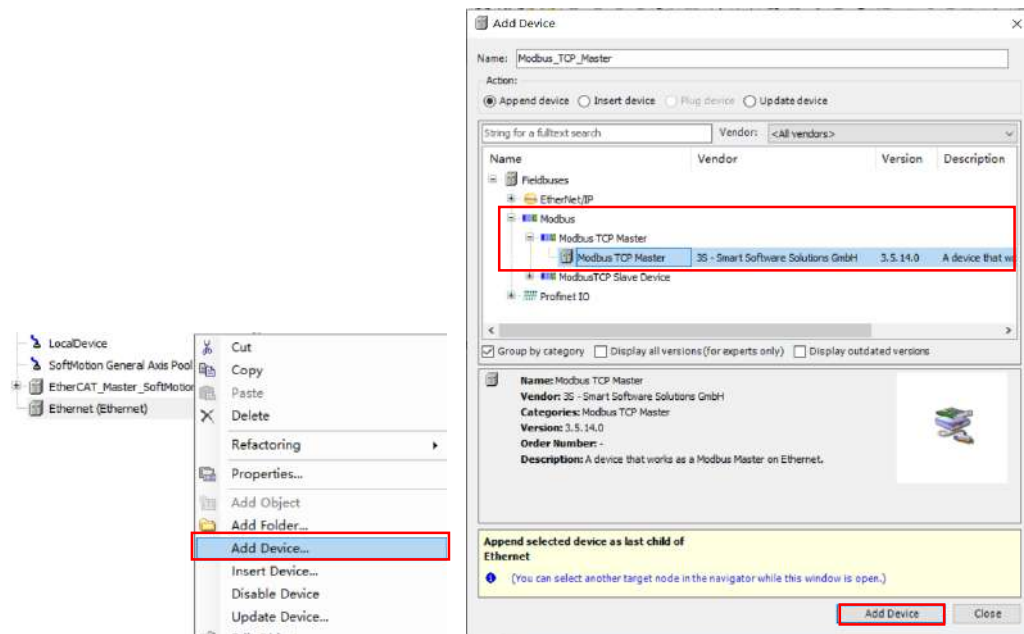 LocalDevice
SoftMotion General Axis Pool
EtherCAT_Master_SoftMotion
Ethernet (Ethernet)
Cut
Copy
Paste
Delete
Refactoring
Properties...
Add Object
Add Folder...
Add Device...
Insert Device...
Disable Device
Update Device...
Add Device
Name: Modbus_TCP_Master
Action:
Append device Insert device Plug device Update device
String for a fulltext search Vendor: <All vendors>
Name Vendor Version Description
Fieldbuses
EtherNet/IP
Modbus
Modbus TCP Master
Modbus TCP Master 3S - Smart Software Solutions GmbH 3.5.14.0 A device that wo
ModbusTCP Slave Device
Profinet IO
Group by category Display all versions(for experts only) Display outdated versions
Name: Modbus TCP Master
Vendor: 3S - Smart Software Solutions GmbH
Categories: Modbus TCP Master
Version: 3.5.14.0
Order Number: -
Description: A device that works as a Modbus Master on Ethernet.
Append selected device as last child of
Ethernet
(You can select another target node in the navigator while this window is open.)
Add Device Close